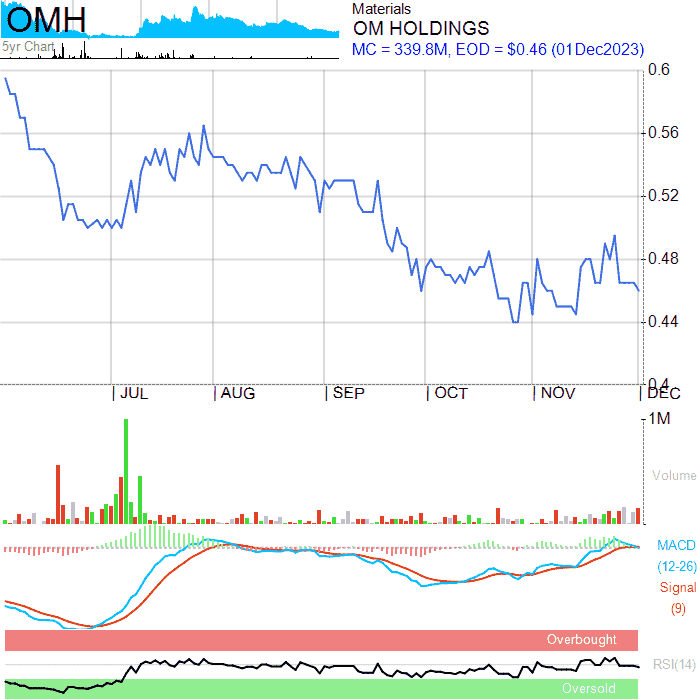 OMH
5yr Chart
Materials
OM HOLDINGS
MC = 339.8M, EOD = $0.46 (01Dec2023)
0.6
0.56
0.52
0.48
0.44
0.4
JUL AUG SEP OCT NOV DEC
1M
Volume
MACD
(12-26)
Signal
(9)
Overbought
RSI(14)
Oversold